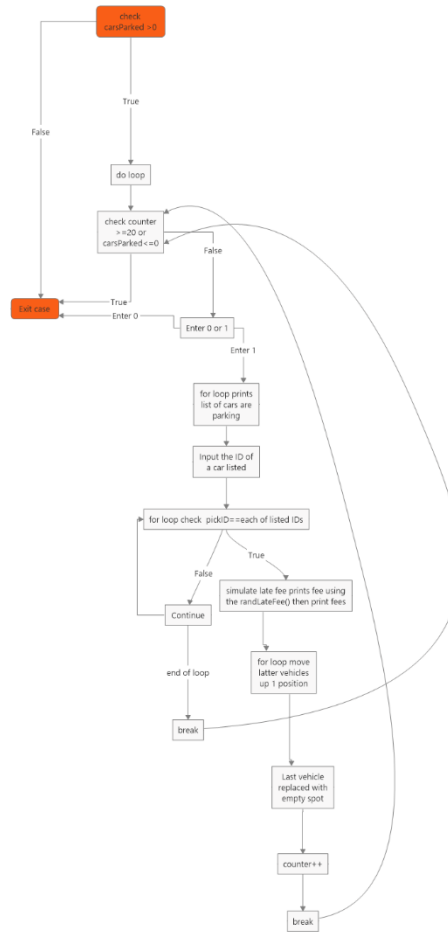 check
carsParked >0
True
False
do loop
check counter
>=20 or
carsParked<=0
False
True
Exit case
Enter 0
Enter 0 or 1
Enter 1
for loop prints
list of cars are
parking
Input the ID of
a car listed
for loop check pickID==each of listed IDs
True
False
simulate late fee prints fee using
the randLateFee() then print fees
Continue
for loop move
latter vehicles
up 1 position
end of loop
break
Last vehicle
replaced with
empty spot
counter++
break